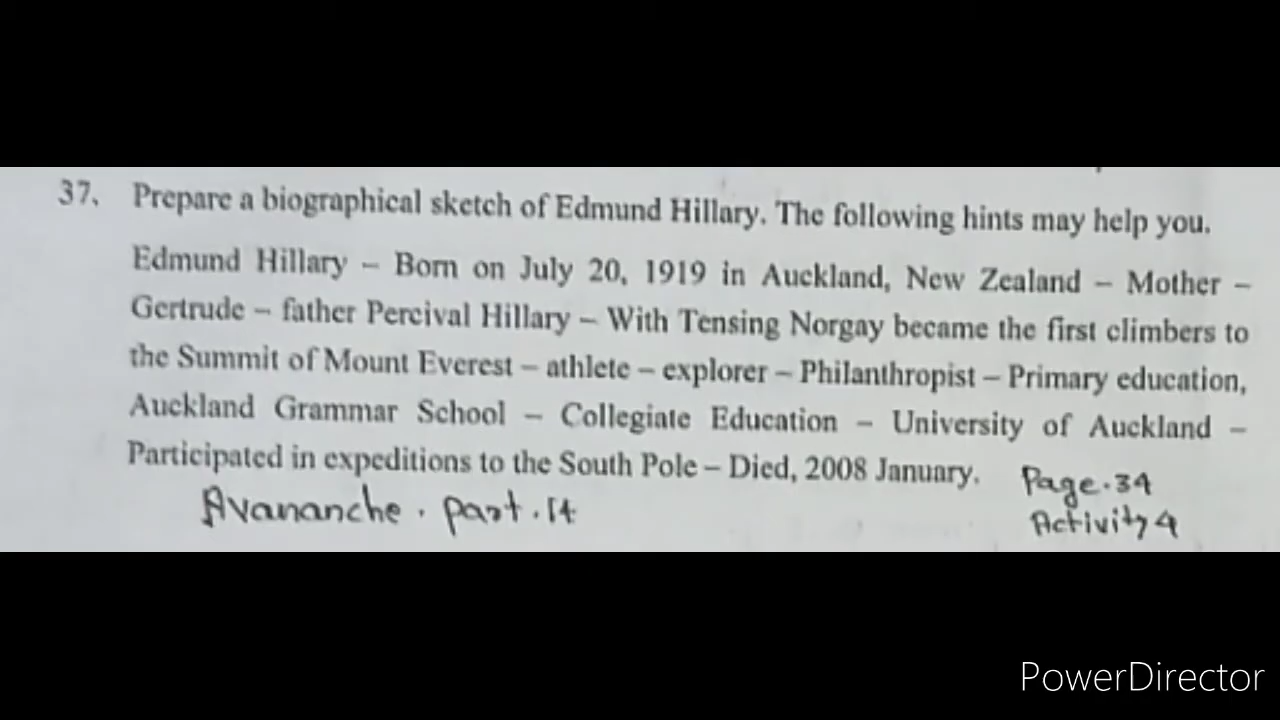 37. Prepare a biographical sketch of Edmund Hillary. The following hints may help you.
Edmund Hillary – Born on July 20, 1919 in Auckland, New Zealand – Mother –
Gertrude – father Percival Hillary – With Tensing Norgay became the first climbers to
the Summit of Mount Everest – athlete – explorer – Philanthropist – Primary education,
Auckland Grammar School – Collegiate Education – University of Auckland –
Participated in expeditions to the South Pole – Died, 2008 January.
Page.34
Avananche. part.14
Activity 4
PowerDirector